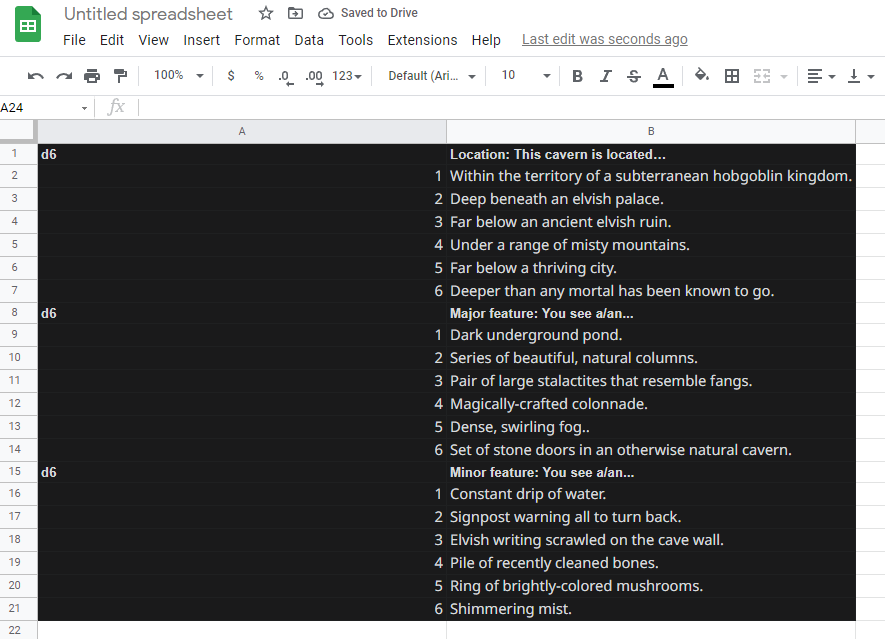 Untitled spreadsheet Saved to Drive
File Edit View Insert Format Data Tools Extensions Help Last edit was seconds ago
100% $ % .0 .00 123 Default (Ari... 10 B I S A
A24 fx
A B
1 d6 Location: This cavern is located...
2 1 Within the territory of a subterranean hobgoblin kingdom.
3 2 Deep beneath an elvish palace.
4 3 Far below an ancient elvish ruin.
5 4 Under a range of misty mountains.
6 5 Far below a thriving city.
7 6 Deeper than any mortal has been known to go.
8 d6 Major feature: You see a/an...
9 1 Dark underground pond.
10 2 Series of beautiful, natural columns.
11 3 Pair of large stalactites that resemble fangs.
12 4 Magically-crafted colonnade.
13 5 Dense, swirling fog..
14 6 Set of stone doors in an otherwise natural cavern.
15 d6 Minor feature: You see a/an...
16 1 Constant drip of water.
17 2 Signpost warning all to turn back.
18 3 Elvish writing scrawled on the cave wall.
19 4 Pile of recently cleaned bones.
20 5 Ring of brightly-colored mushrooms.
21 6 Shimmering mist.
22